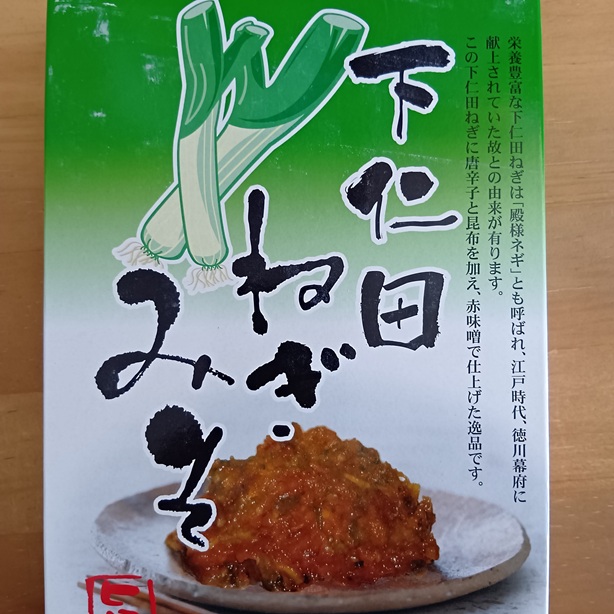 栄養豊富な下仁田ねぎは「殿様ネギ」とも呼ばれ、江戸時代、徳川幕府に
献上されていた故との由来が有ります。
この下仁田ねぎに唐辛子と昆布を加え、赤味噌で仕上げた逸品です。
下仁田
ねぎ
みそ